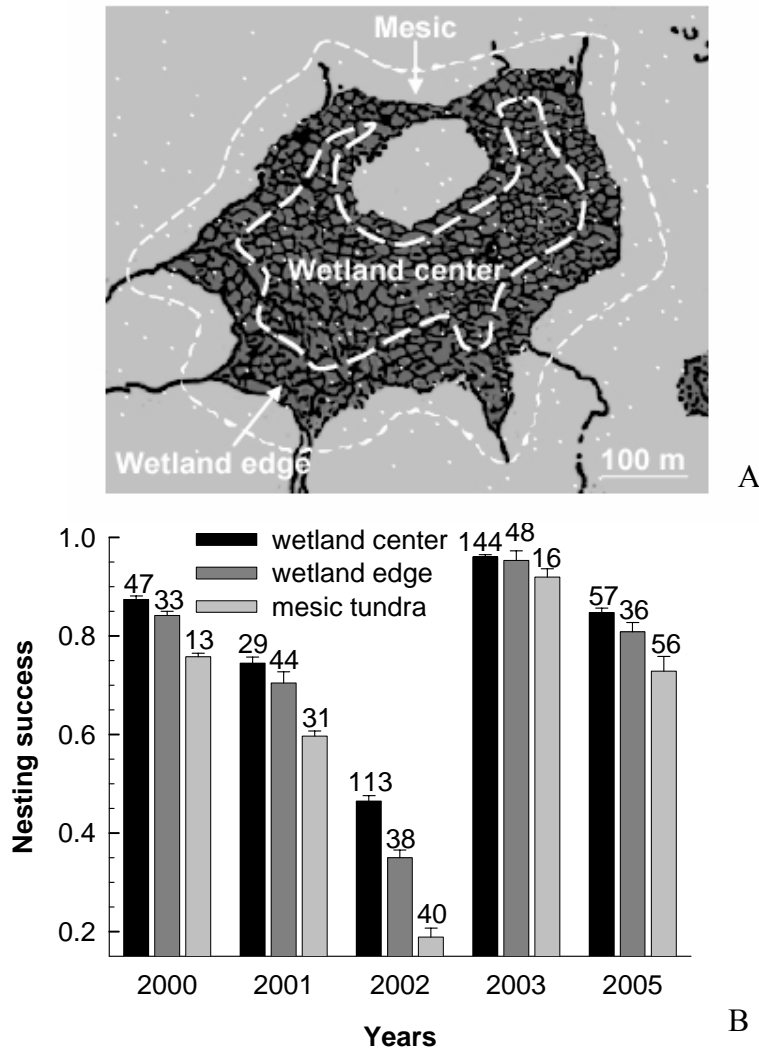 Mesic
Wetland center
Wetland edge
100 m
A
1.0
0.8
0.6
0.4
0.2
Nesting success
wetland center
wetland edge
mesic tundra
47
33
13
29
44
31
113
38
40
144
48
16
57
36
56
2000
2001
2002
2003
2005
Years
B